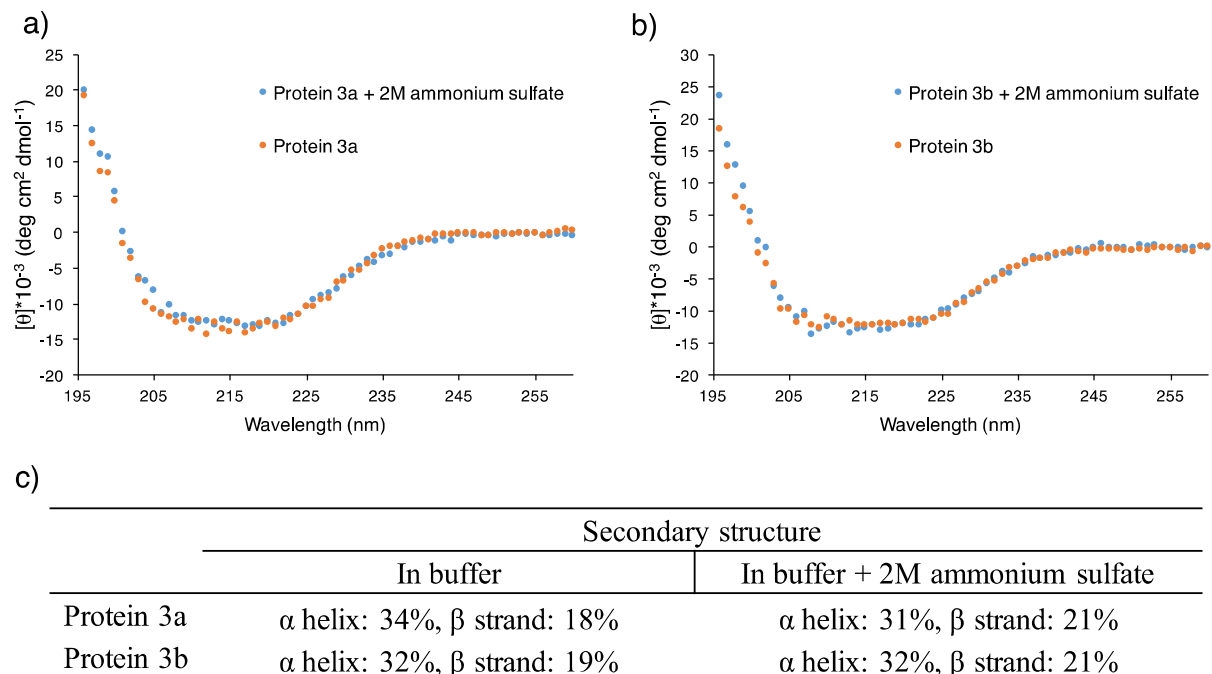 a)
25
20
15
10
5
0
-5
-10
-15
-20
195 205 215 225 235 245 255
Wavelength (nm)
[θ]*10-3 (deg cm2 dmol-1)
Protein 3a + 2M ammonium sulfate
Protein 3a
b)
30
25
20
15
10
5
0
-5
-10
-15
-20
195 205 215 225 235 245 255
Wavelength (nm)
[θ]*10-3 (deg cm2 dmol-1)
Protein 3b + 2M ammonium sulfate
Protein 3b
c)
Secondary structure
In buffer In buffer + 2M ammonium sulfate
Protein 3a α helix: 34%, β strand: 18% α helix: 31%, β strand: 21%
Protein 3b α helix: 32%, β strand: 19% α helix: 32%, β strand: 21%